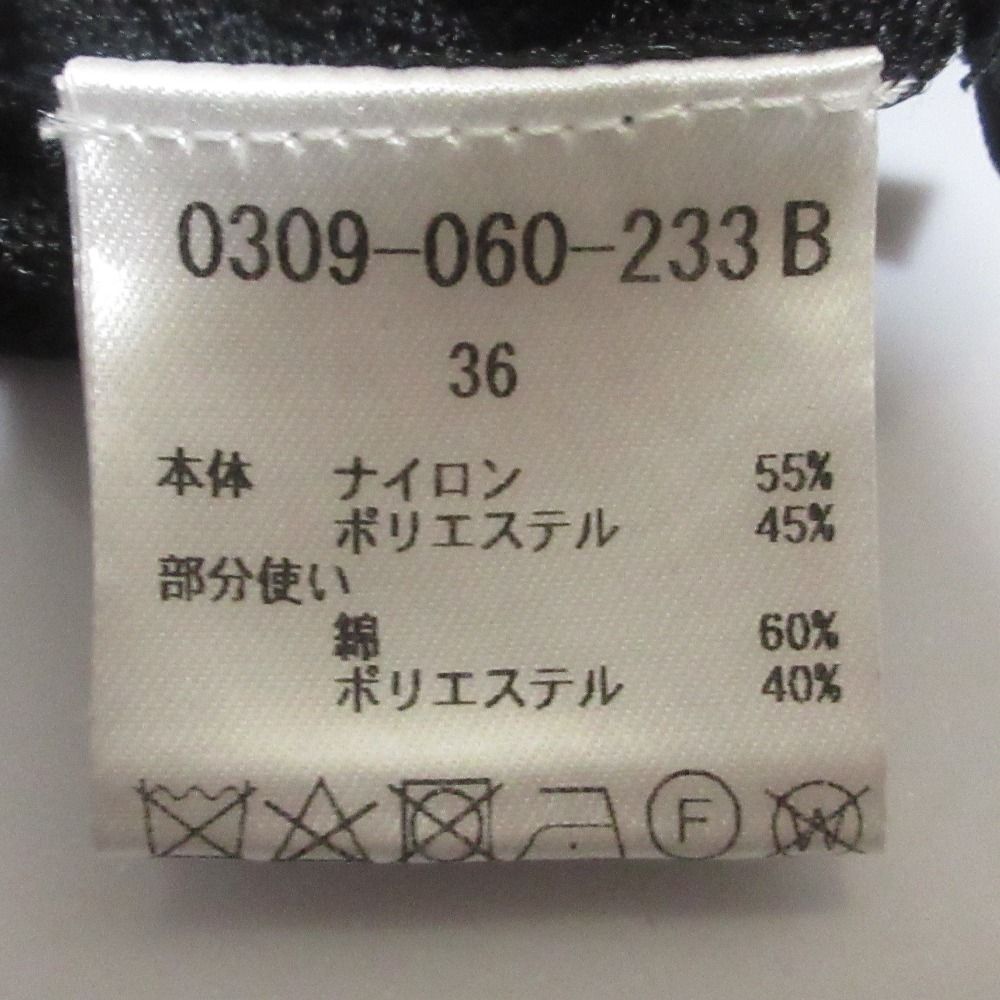 0309-060-233 B
36
本体 ナイロン 55%
ポリエステル 45%
部分使い
綿 60%
ポリエステル 40%
F W